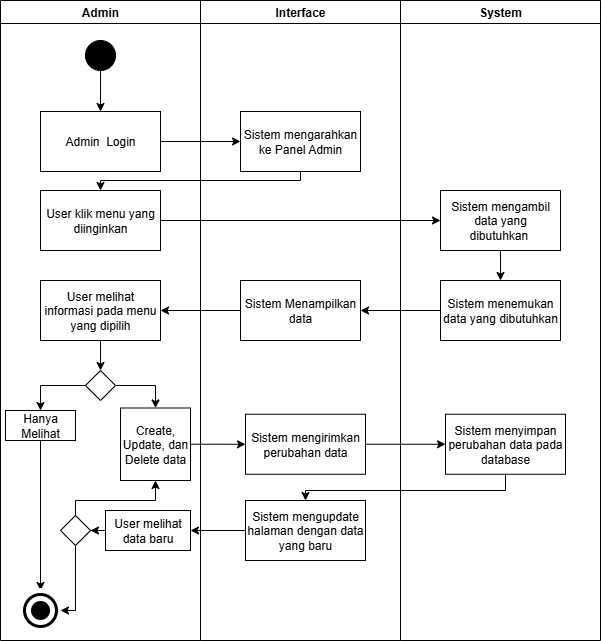 Admin
Interface
System
Admin Login
Sistem mengarahkan
ke Panel Admin
User klik menu yang
diinginkan
Sistem mengambil
data yang
dibutuhkan
User melihat
informasi pada menu
yang dipilih
Sistem Menampilkan
data
Sistem menemukan
data yang dibutuhkan
Hanya
Melihat
Create,
Update, dan
Delete data
Sistem mengirimkan
perubahan data
Sistem menyimpan
perubahan data pada
database
User melihat
data baru
Sistem mengupdate
halaman dengan data
yang baru